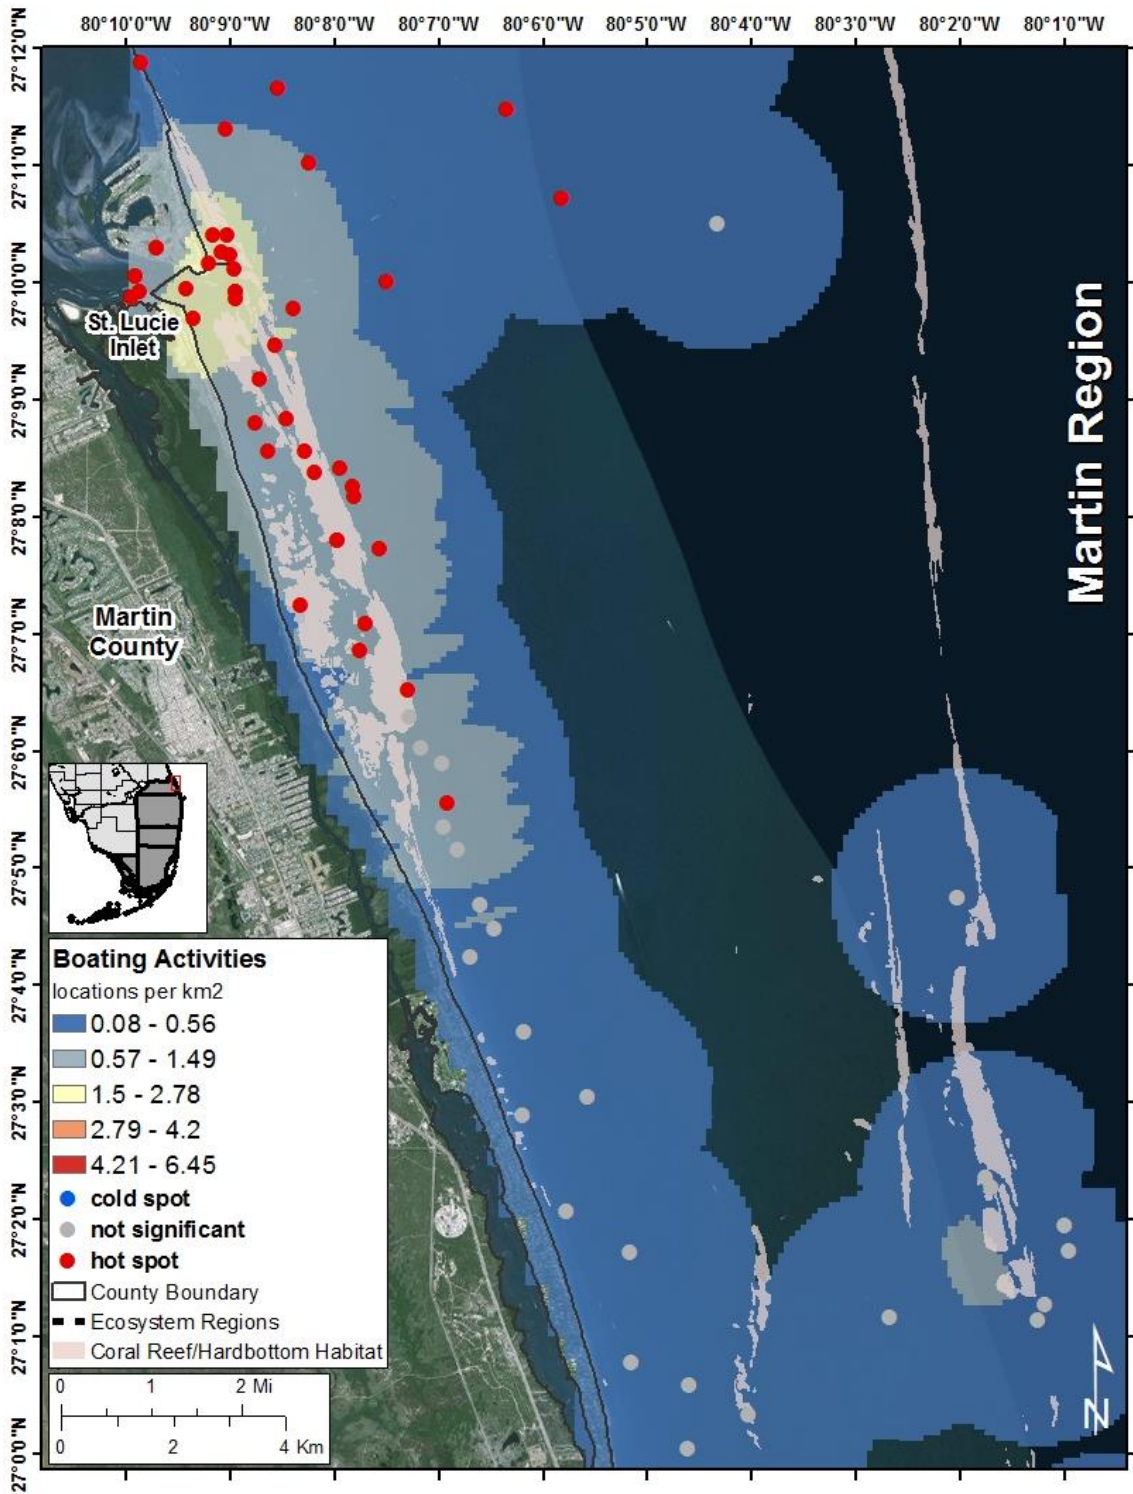 80°10'0"W 80°9'0"W 80°8'0"W 80°7'0"W 80°6'0"W 80°5'0"W 80°4'0"W 80°3'0"W 80°2'0"W 80°1'0"W
27°12'0"N
27°11'0"N
27°10'0"N
St. Lucie
Inlet
27°9'0"N
Martin Region
27°8'0"N
Martin
County
27°7'0"N
27°6'0"N
27°5'0"N
27°4'0"N
27°3'0"N
27°2'0"N
27°1'0"N
27°0'0"N
Boating Activities
locations per km2
0.08 - 0.56
0.57 - 1.49
1.5 - 2.78
2.79 - 4.2
4.21 - 6.45
cold spot
not significant
hot spot
County Boundary
Ecosystem Regions
Coral Reef/Hardbottom Habitat
0 1 2 Mi
0 2 4 Km
N